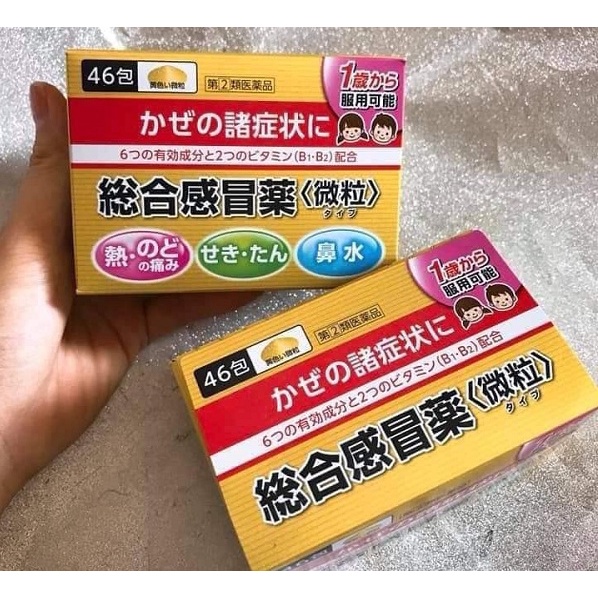 46包
黄色い微粒
第②類医薬品
1歳から
服用可能
かぜの諸症状に
6つの有効成分と2つのビタミン(B1・B2)配合
総合感冒薬〈微粒〉
タイプ
熱・のどの痛み
せき・たん
鼻水
46包
黄色い微粒
第②類医薬品
1歳から
服用可能
かぜの諸症状に
6つの有効成分と2つのビタミン(B1・B2)配合
総合感冒薬〈微粒〉
タイプ